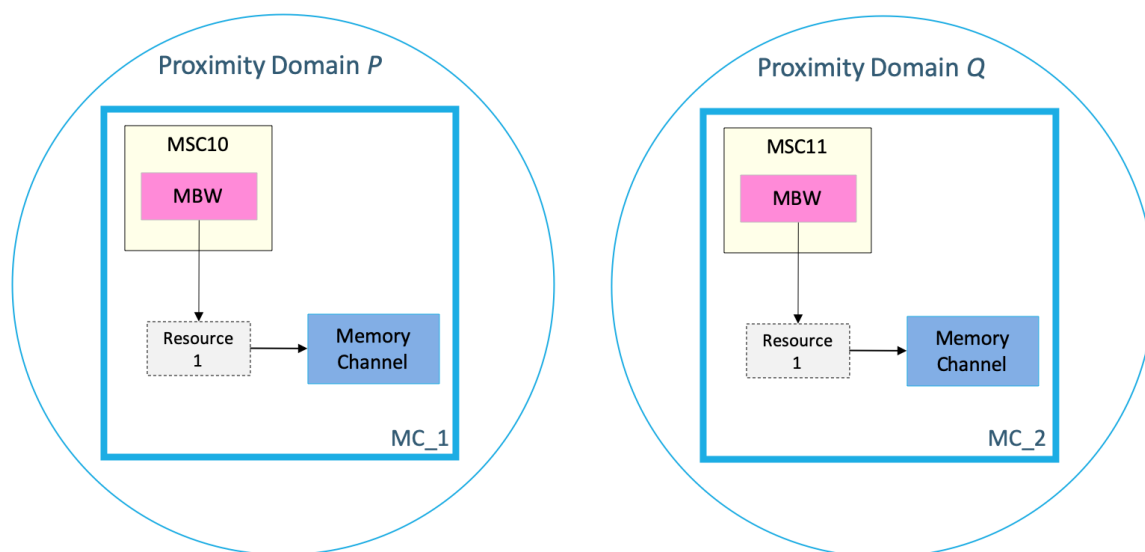 Proximity Domain P
MSC10
MBW
Resource
1
Memory
Channel
MC_1
Proximity Domain Q
MSC11
MBW
Resource
1
Memory
Channel
MC_2